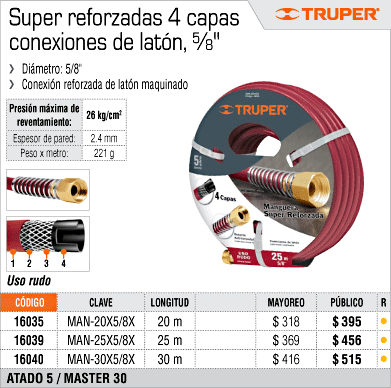 Super reforzadas 4 capas
conexiones de latón, 5/8"
TRUPER
Diámetro: 5/8"
Conexión reforzada de latón maquinado
Presión máxima de reventamiento: 26 kg/cm²
Espesor de pared: 2.4 mm
Peso x metro: 221 g
TRUPER
5
4 Capas
Manguera
Super Reforzada
USO RUDO
25 m
5/8"
1 2 3 4
Uso rudo
CÓDIGO CLAVE LONGITUD MAYOREO PÚBLICO R
16035 MAN-20X5/8X 20 m $ 318 $ 395
16039 MAN-25X5/8X 25 m $ 369 $ 456
16040 MAN-30X5/8X 30 m $ 416 $ 515
ATADO 5 / MASTER 30